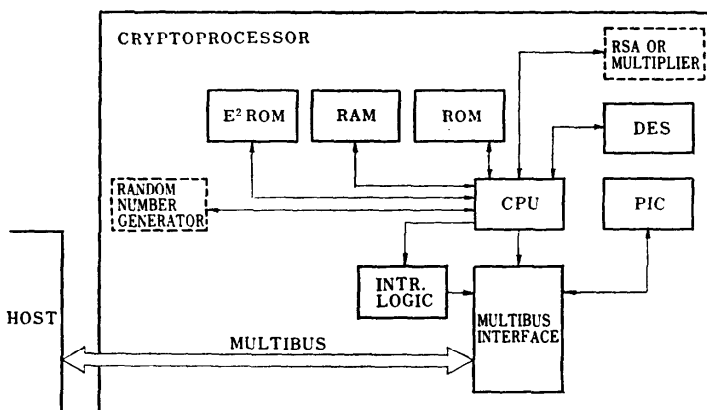 CRYPTOPROCESSOR
RSA OR
MULTIPLIER
E² ROM
RAM
ROM
DES
RANDOM
NUMBER
GENERATOR
CPU
PIC
INTR.
LOGIC
MULTIBUS
INTERFACE
HOST
MULTIBUS